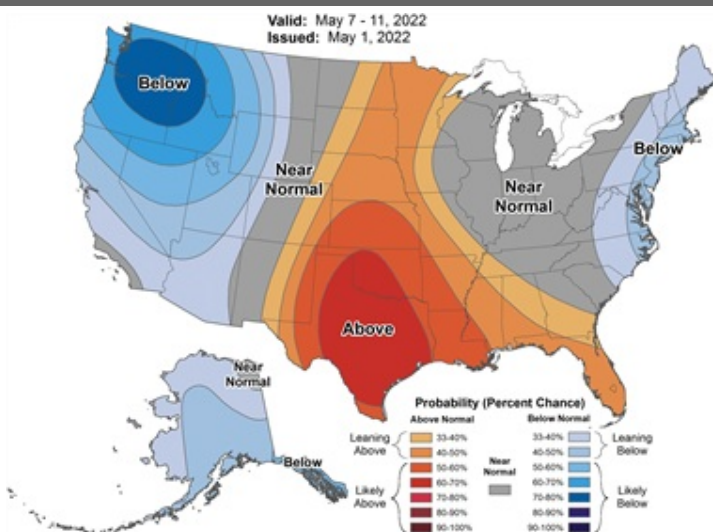 Valid: May 7 - 11, 2022
Issued: May 1, 2022
Below
Near
Normal
Near
Normal
Below
Above
Near
Normal
Below
Probability (Percent Chance)
Above Normal
Below Normal
Leaning
Above
33-40%
40-50%
Likely
Above
50-60%
60-70%
70-80%
80-90%
90-100%
Near
Normal
33-40%
40-50%
Leaning
Below
50-60%
60-70%
70-80%
80-90%
90-100%
Likely
Below